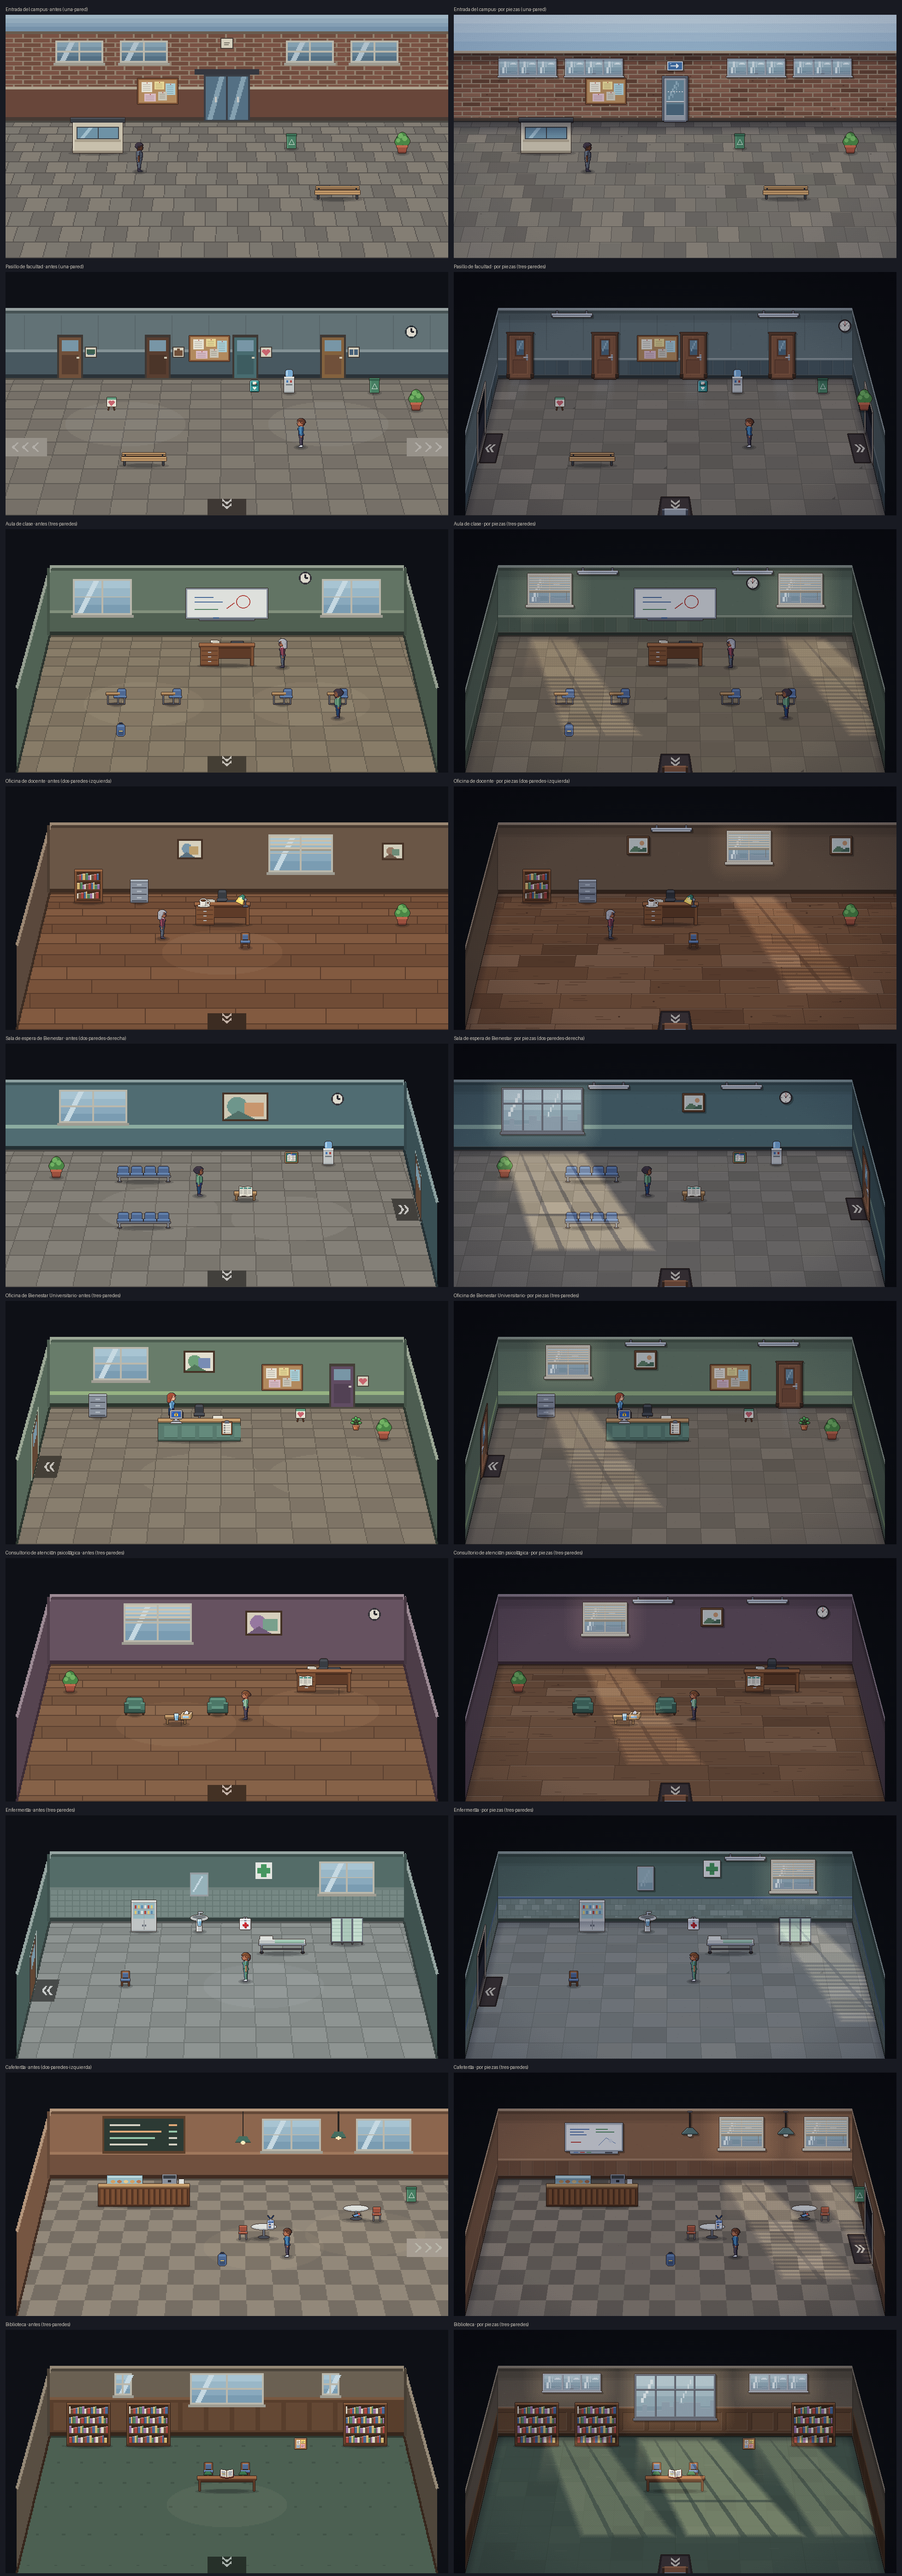 Entrada del campus · antes (una-pared)
Entrada del campus · por piezas (una-pared)
Pasillo de facultad · antes (una-pared)
Pasillo de facultad · por piezas (tres-paredes)
Aula de clase · antes (tres-paredes)
Aula de clase · por piezas (tres-paredes)
Oficina de docente · antes (dos-paredes-izquierda)
Oficina de docente · por piezas (dos-paredes-izquierda)
Sala de espera de Bienestar · antes (dos-paredes-derecha)
Sala de espera de Bienestar · por piezas (dos-paredes-derecha)
Oficina de Bienestar Universitario · antes (tres-paredes)
Oficina de Bienestar Universitario · por piezas (tres-paredes)
Consultorio de atención psicológica · antes (tres-paredes)
Consultorio de atención psicológica · por piezas (tres-paredes)
Enfermería · antes (tres-paredes)
Enfermería · por piezas (tres-paredes)
Cafetería · antes (dos-paredes-izquierda)
Cafetería · por piezas (tres-paredes)
Biblioteca · antes (tres-paredes)
Biblioteca · por piezas (tres-paredes)